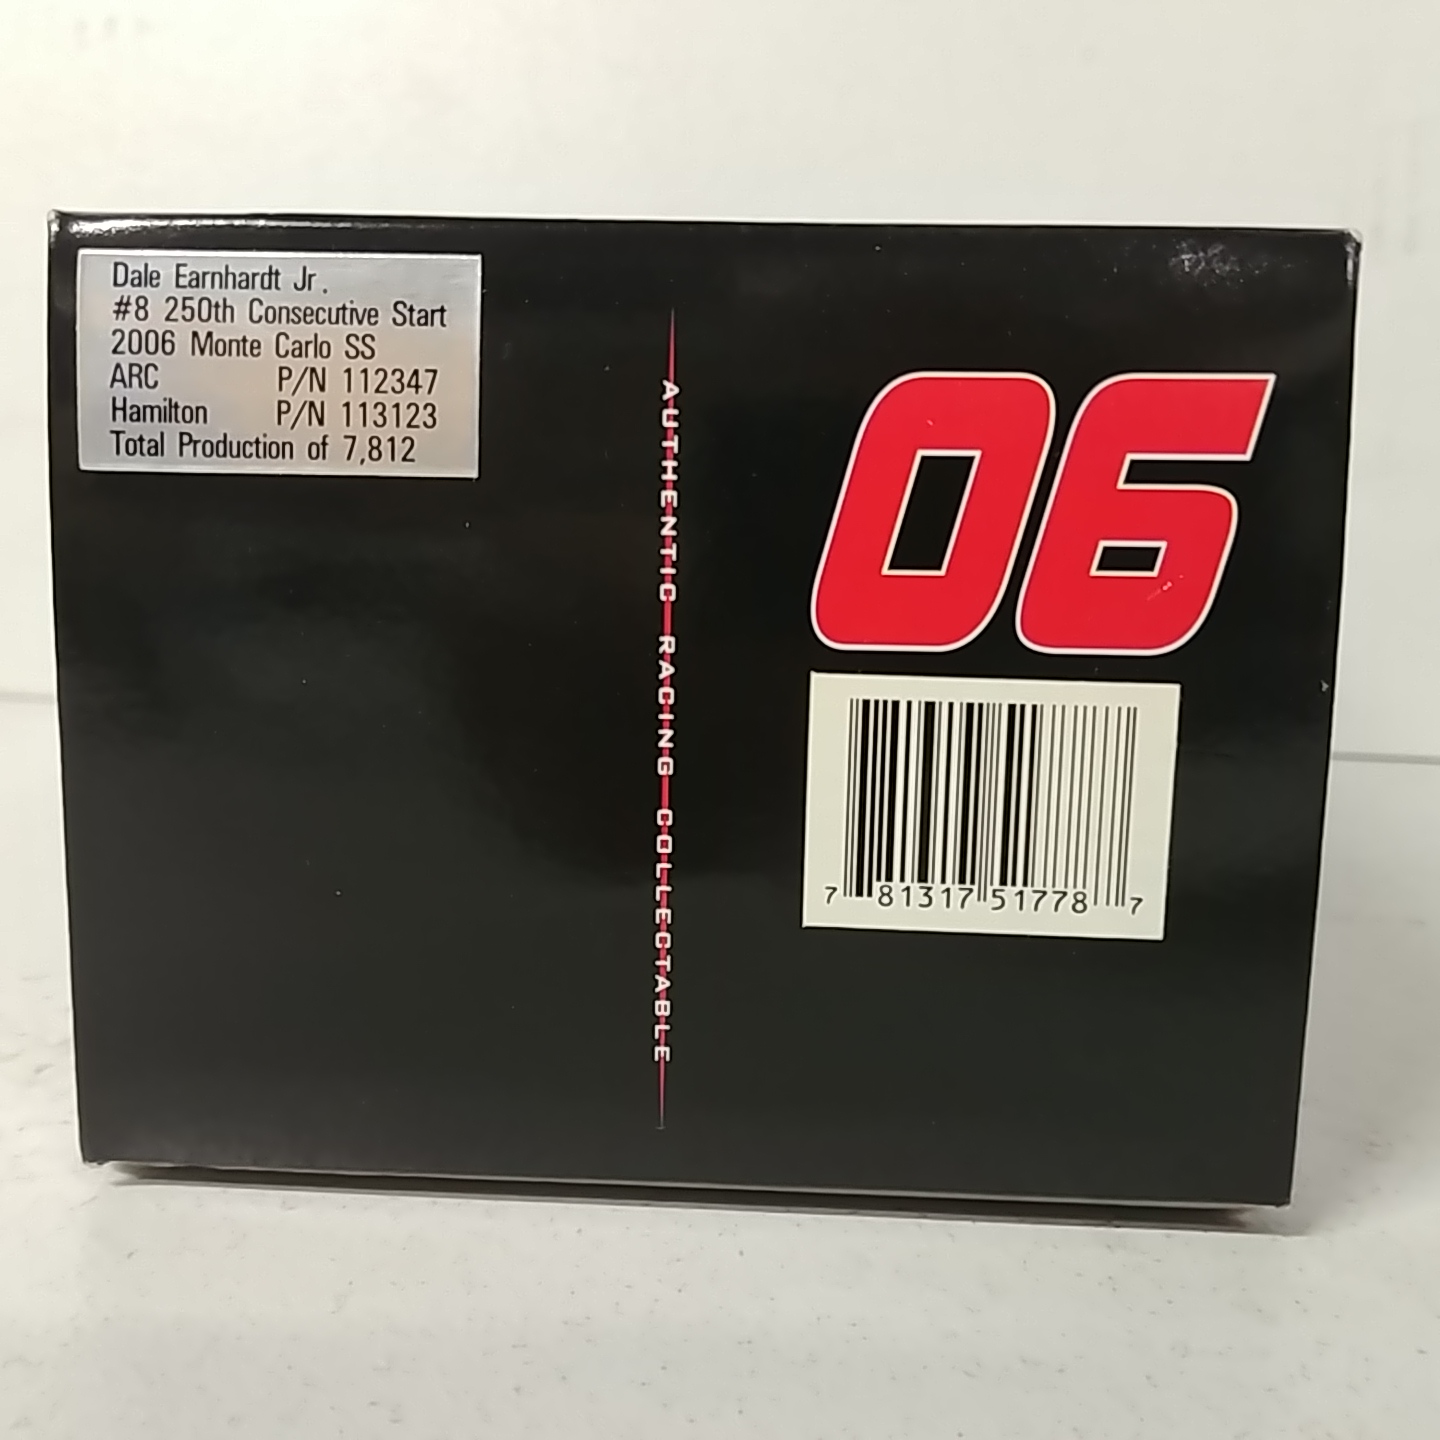 Dale Earnhardt Jr.
#8 250th Consecutive Start
2006 Monte Carlo SS
ARC P/N 112347
Hamilton P/N 113123
Total Production of 7,812
AUTHENTIC RACING COLLECTABLE
06
7 81317 51778 7